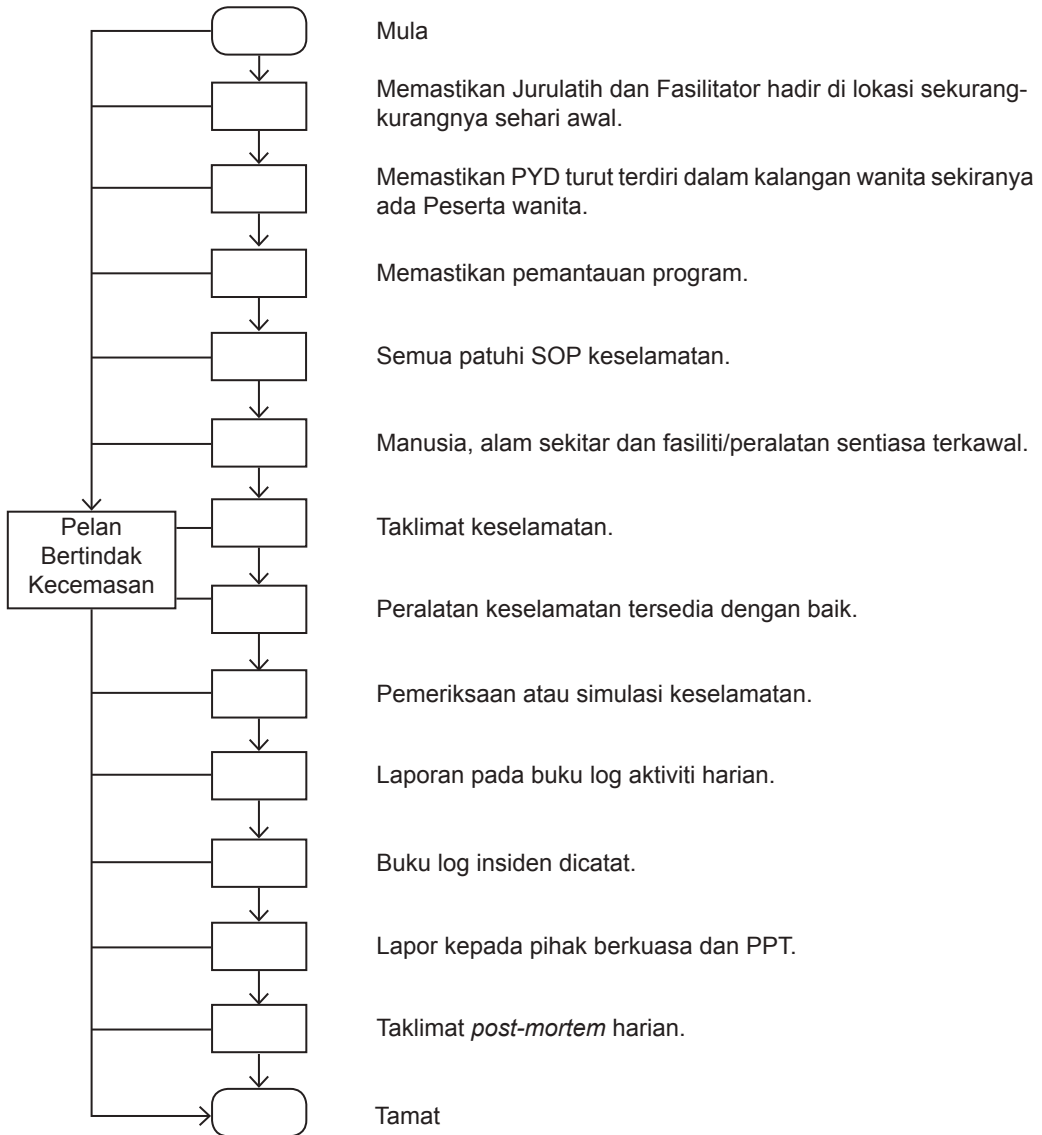 Mula
Memastikan Jurulatih dan Fasilitator hadir di lokasi sekurang-
kurangnya sehari awal.
Memastikan PYD turut terdiri dalam kalangan wanita sekiranya
ada Peserta wanita.
Memastikan pemantauan program.
Semua patuhi SOP keselamatan.
Manusia, alam sekitar dan fasiliti/peralatan sentiasa terkawal.
Pelan
Bertindak
Kecemasan
Taklimat keselamatan.
Peralatan keselamatan tersedia dengan baik.
Pemeriksaan atau simulasi keselamatan.
Laporan pada buku log aktiviti harian.
Buku log insiden dicatat.
Lapor kepada pihak berkuasa dan PPT.
Taklimat post-mortem harian.
Tamat